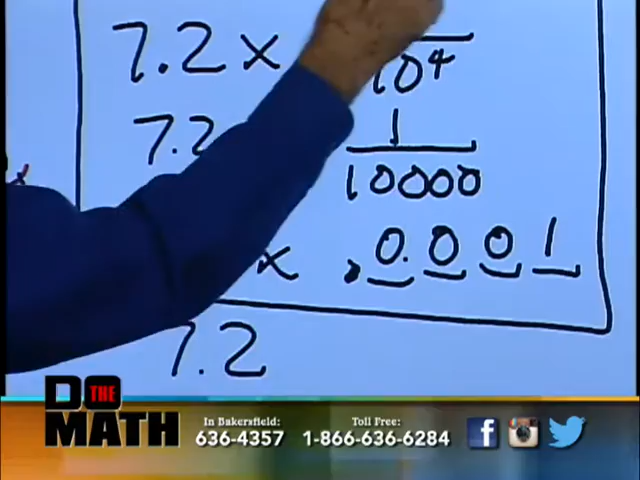 7.2 x 10⁴
7.2 1
10000
x .0001
7.2
DO THE MATH
In Bakersfield:
636-4357
Toll Free:
1-866-636-6284